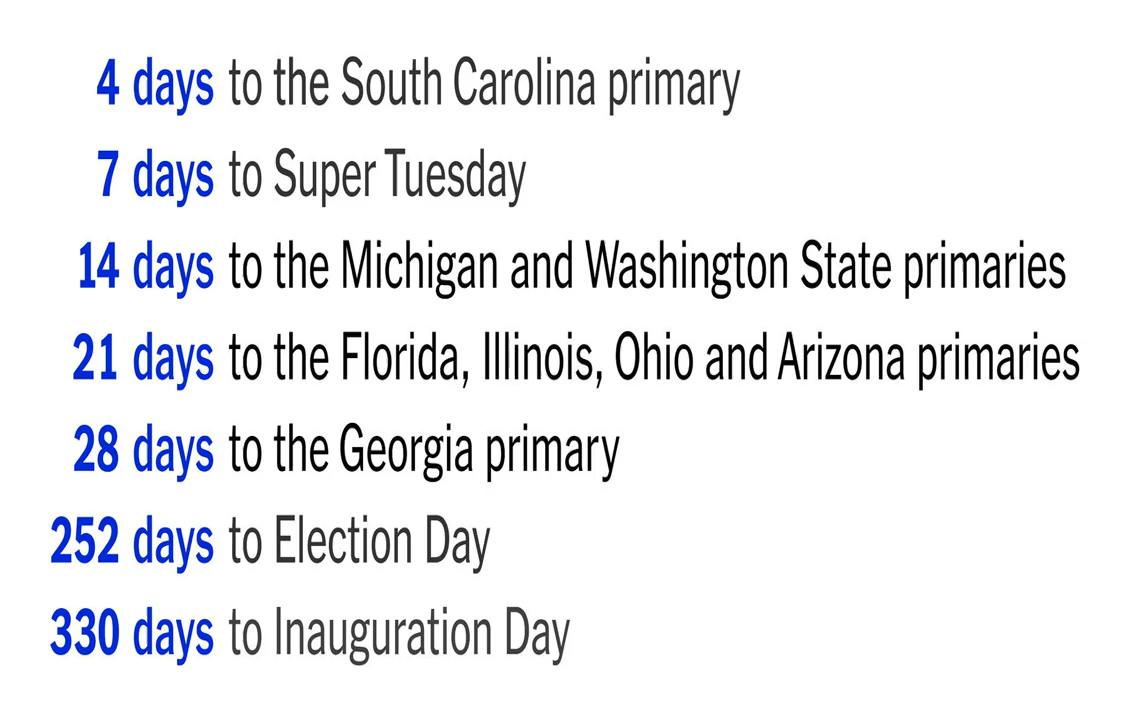 4 days to the South Carolina primary
7 days to Super Tuesday
14 days to the Michigan and Washington State primaries
21 days to the Florida, Illinois, Ohio and Arizona primaries
28 days to the Georgia primary
252 days to Election Day
330 days to Inauguration Day